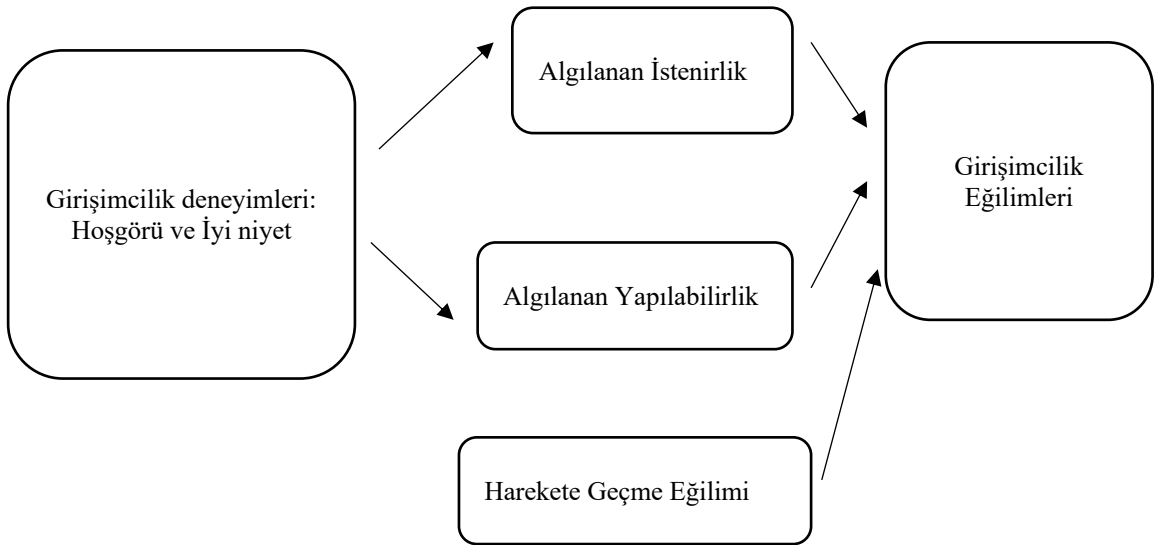 Algılanan İstenirlik
Girişimcilik deneyimleri:
Hoşgörü ve İyi niyet
Girişimcilik
Eğilimleri
Algılanan Yapılabilirlik
Harekete Geçme Eğilimi